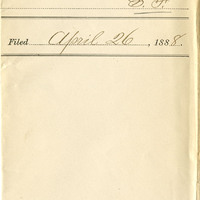 S. F.
Filed April 26, 1888.